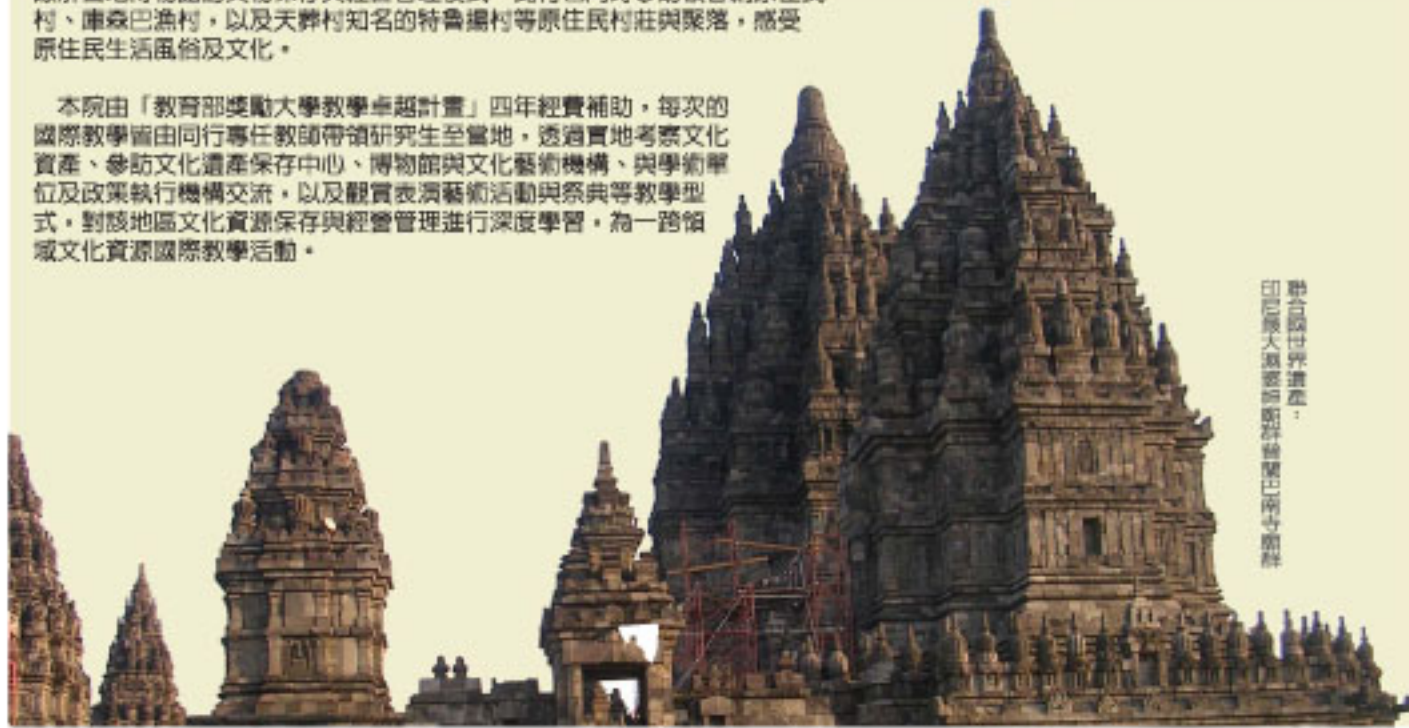 村、庫森巴漁村，以及天葬村知名的特魯揚村等原住民村莊與聚落，感受
原住民生活風俗及文化。
本院由「教育部獎勵大學教學卓越計畫」四年經費補助，每次的
國際教學皆由同行專任教師帶領研究生至當地，透過實地考察文化
資產、參訪文化遺產保存中心、博物館與文化藝術機構、與學術單
位及政策執行機構交流，以及觀賞表演藝術活動與祭典等教學型
式，對該地區文化資源保存與經營管理進行深度學習，為一跨領
域文化資源國際教學活動。
聯合國世界遺產：
印尼最大濕婆神廟群普蘭巴南寺廟群